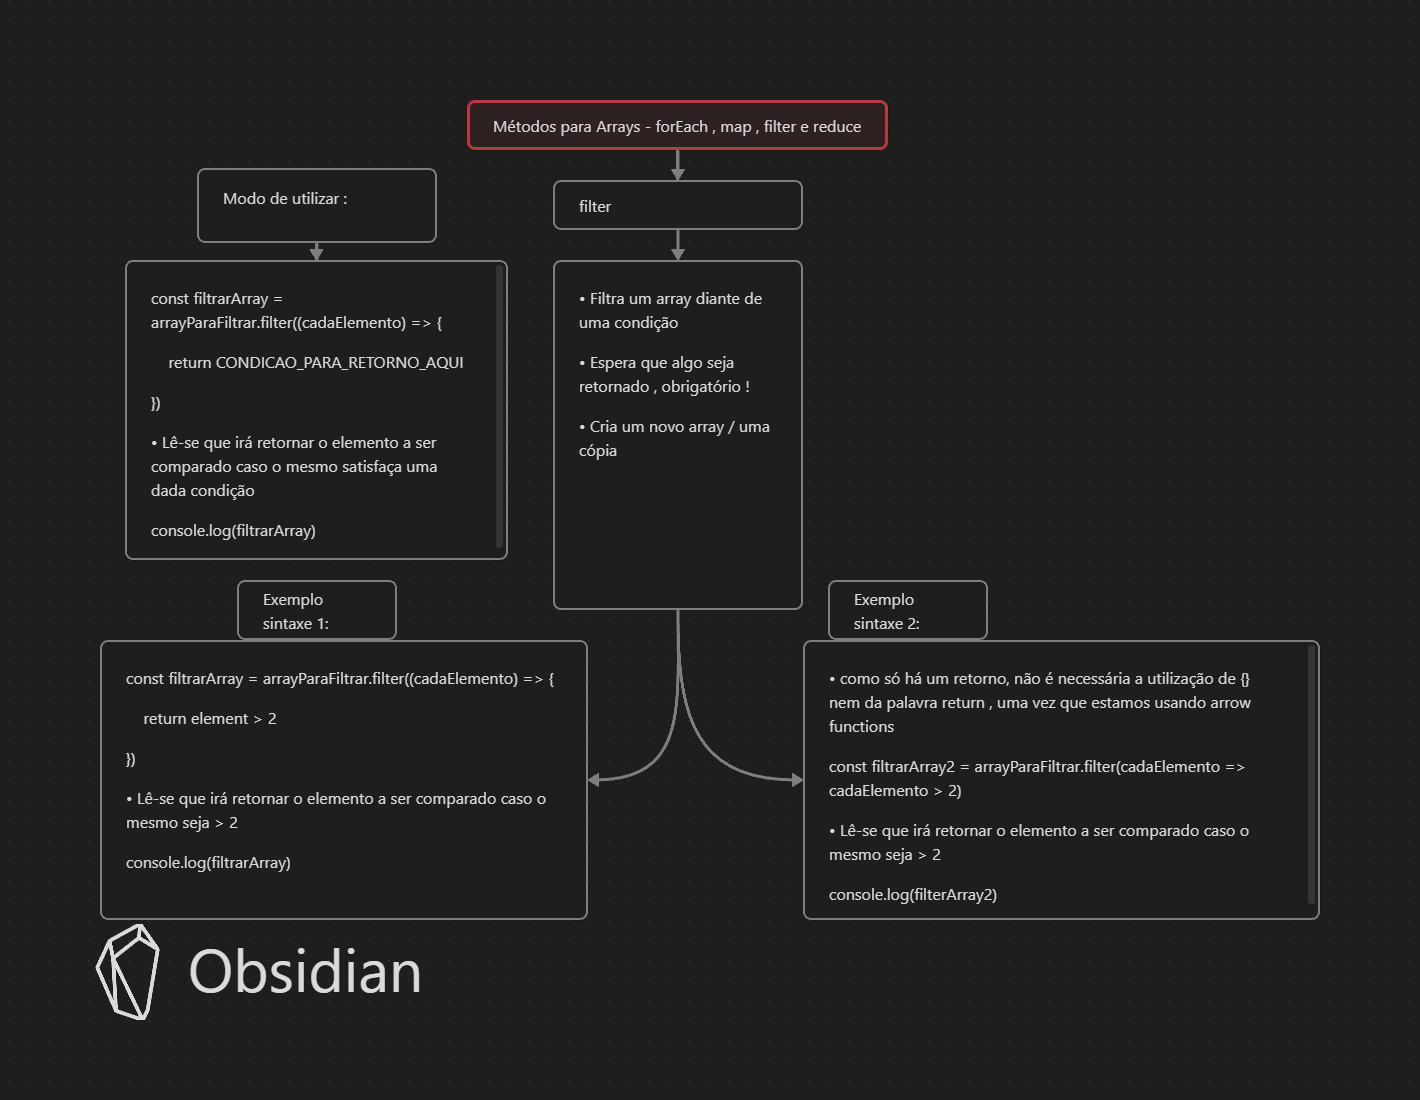 Métodos para Arrays - forEach , map , filter e reduce
Modo de utilizar :
filter
const filtrarArray =
arrayParaFiltrar.filter((cadaElemento) => {
return CONDICAO_PARA_RETORNO_AQUI
})
• Lê-se que irá retornar o elemento a ser
comparado caso o mesmo satisfaça uma
dada condição
console.log(filtrarArray)
• Filtra um array diante de
uma condição
• Espera que algo seja
retornado , obrigatório !
• Cria um novo array / uma
cópia
Exemplo
sintaxe 1:
const filtrarArray = arrayParaFiltrar.filter((cadaElemento) => {
return element > 2
})
• Lê-se que irá retornar o elemento a ser comparado caso o
mesmo seja > 2
console.log(filtrarArray)
Exemplo
sintaxe 2:
• como só há um retorno, não é necessária a utilização de {}
nem da palavra return , uma vez que estamos usando arrow
functions
const filtrarArray2 = arrayParaFiltrar.filter(cadaElemento =>
cadaElemento > 2)
• Lê-se que irá retornar o elemento a ser comparado caso o
mesmo seja > 2
console.log(filterArray2)
Obsidian